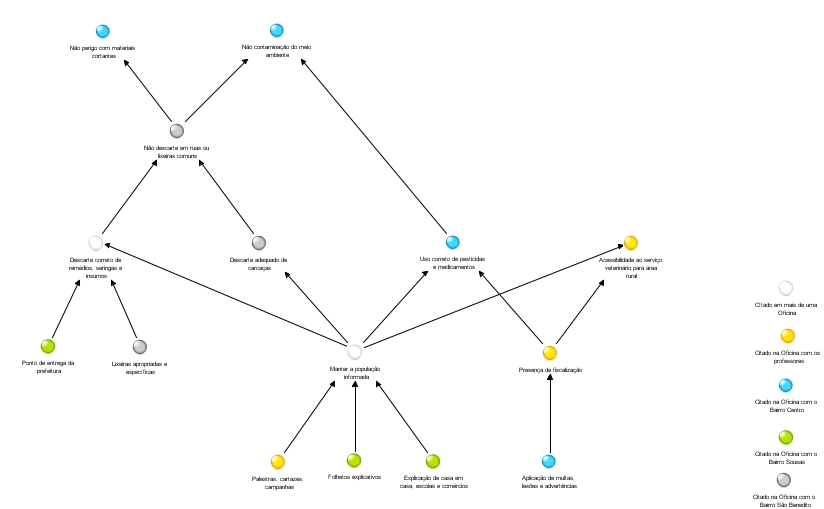 Não perigo com materiais
cortantes
Não contaminação do meio
ambiente
Não descarte em ruas ou
lixeiras comuns
Descarte correto de
remédios, seringas e
insumos
Descarte adequado de
carcaças
Uso correto de pesticidas
e medicamentos
Acessibilidade ao serviço
veterinário para área
rural
Ponto de entrega da
prefeitura
Lixeiras apropriadas e
específicas
Manter a população
informada
Presença de fiscalização
Palestras, cartazes,
campanhas
Folhetos explicativos
Explicação de casa em
casa, escolas e comércios
Aplicação de multas,
lesões e advertências
Citado em mais de uma
Oficina
Citado na Oficina com os
professores
Citado na Oficina com o
Bairro Centro
Citado na Oficina com o
Bairro Sousas
Citado na Oficina com o
Bairro São Benedito